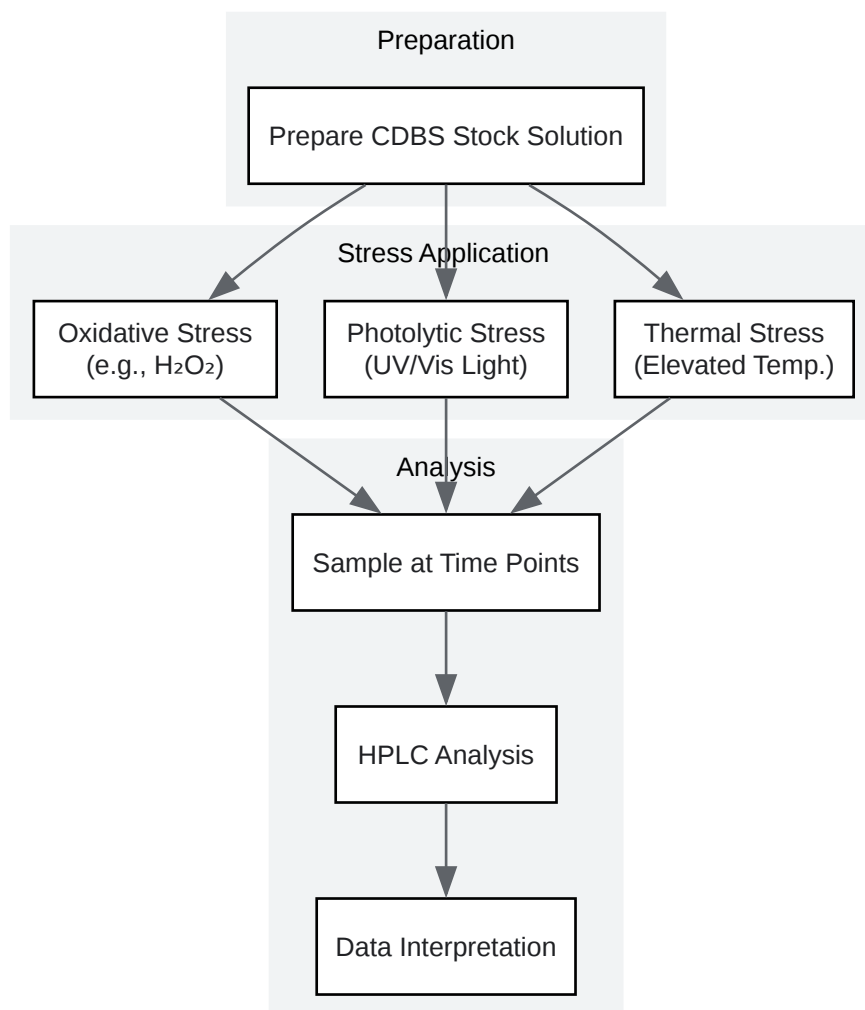 Preparation
Prepare CDBS Stock Solution
Stress Application
Oxidative Stress
(e.g., H₂O₂)
Photolytic Stress
(UV/Vis Light)
Thermal Stress
(Elevated Temp.)
Analysis
Sample at Time Points
HPLC Analysis
Data Interpretation